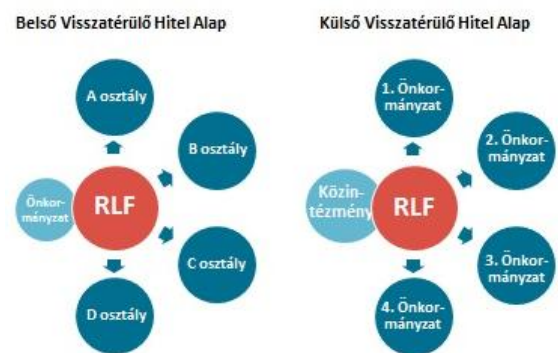 Belső Visszatérülő Hitel Alap
A osztály
B osztály
Önkor-
mányzat
RLF
C osztály
D osztály
Külső Visszatérülő Hitel Alap
1. Önkor-
mányzat
2. Önkor-
mányzat
Közin-
tézmény
RLF
3. Önkor-
mányzat
4. Önkor-
mányzat